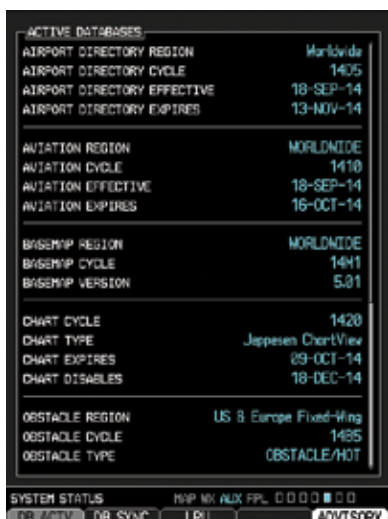 ACTIVE DATABASES
AIRPORT DIRECTORY REGION Worldwide
AIRPORT DIRECTORY CYCLE 14D5
AIRPORT DIRECTORY EFFECTIVE 18-SEP-14
AIRPORT DIRECTORY EXPIRES 13-NOV-14
AVIATION REGION WORLDWIDE
AVIATION CYCLE 1410
AVIATION EFFECTIVE 18-SEP-14
AVIATION EXPIRES 16-OCT-14
BASEMAP REGION WORLDWIDE
BASEMAP CYCLE 14M1
BASEMAP VERSION 5.01
CHART CYCLE 1420
CHART TYPE Jeppesen ChartView
CHART EXPIRES 09-OCT-14
CHART DISABLES 18-DEC-14
OBSTACLE REGION US & Europe Fixed-Wing
OBSTACLE CYCLE 14B5
OBSTACLE TYPE OBSTACLE/HOT
SYSTEM STATUS MAP WX AUX FPL
DB ACTV DB SYNC LRU ADVISORY